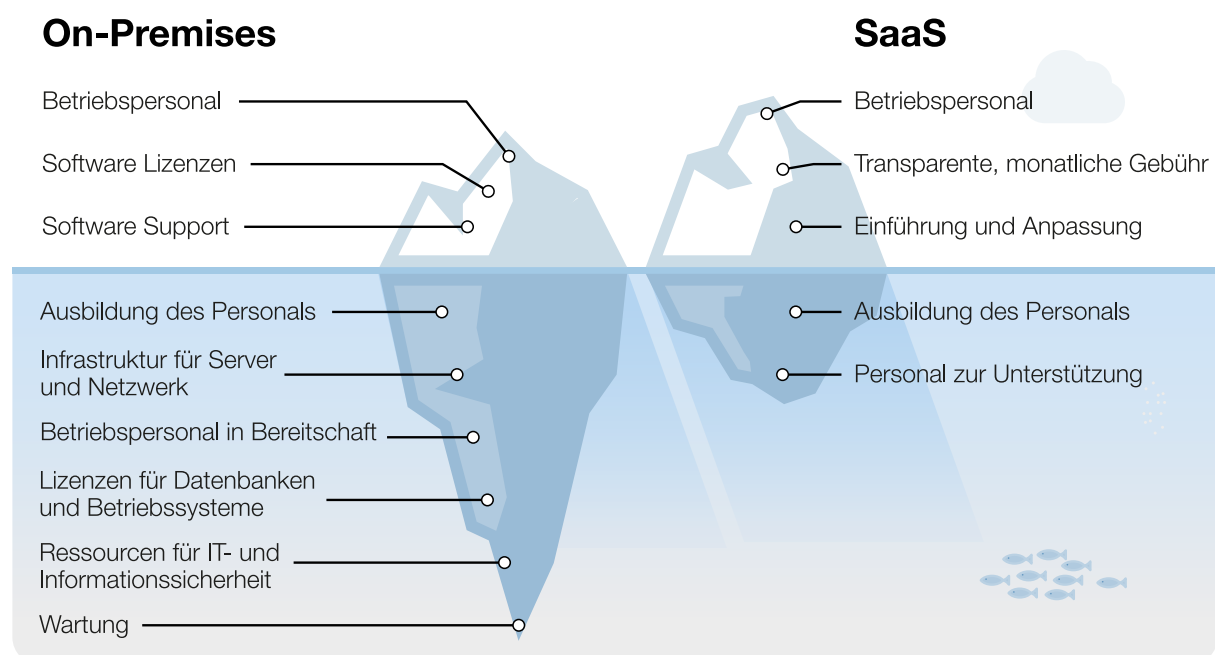 On-Premises
Betriebspersonal
Software Lizenzen
Software Support
Ausbildung des Personals
Infrastruktur für Server
und Netzwerk
Betriebspersonal in Bereitschaft
Lizenzen für Datenbanken
und Betriebssysteme
Ressourcen für IT- und
Informationssicherheit
Wartung
SaaS
Betriebspersonal
Transparente, monatliche Gebühr
Einführung und Anpassung
Ausbildung des Personals
Personal zur Unterstützung